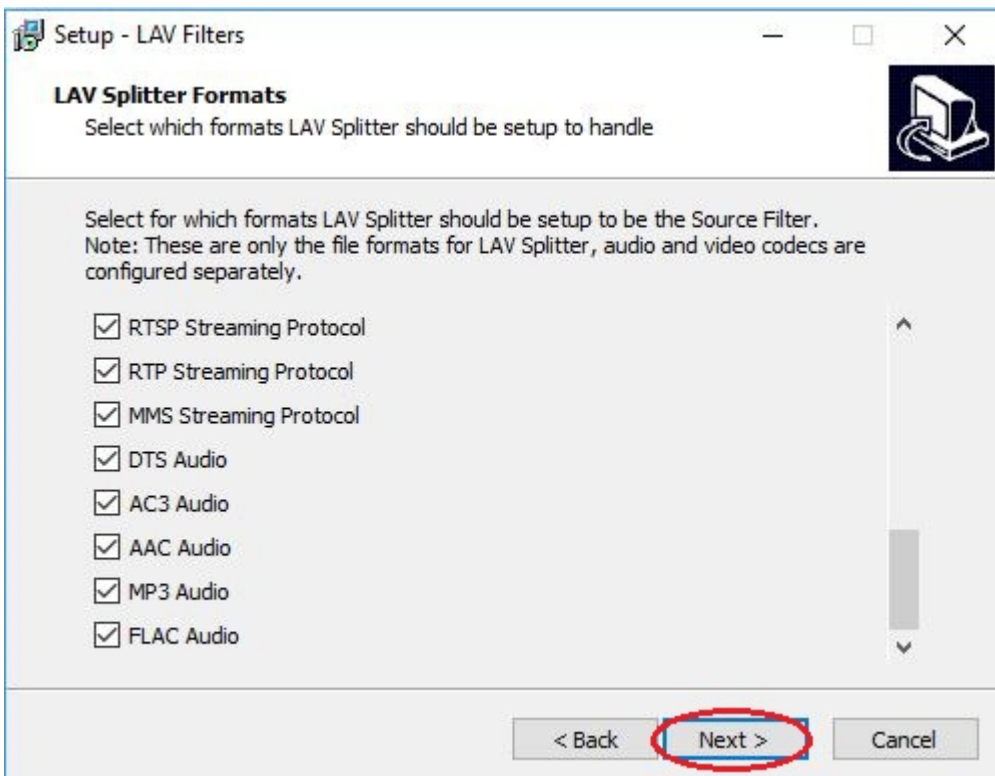 Setup - LAV Filters
LAV Splitter Formats
Select which formats LAV Splitter should be setup to handle
Select for which formats LAV Splitter should be setup to be the Source Filter.
Note: These are only the file formats for LAV Splitter, audio and video codecs are
configured separately.
RTSP Streaming Protocol
RTP Streaming Protocol
MMS Streaming Protocol
DTS Audio
AC3 Audio
AAC Audio
MP3 Audio
FLAC Audio
< Back Next > Cancel